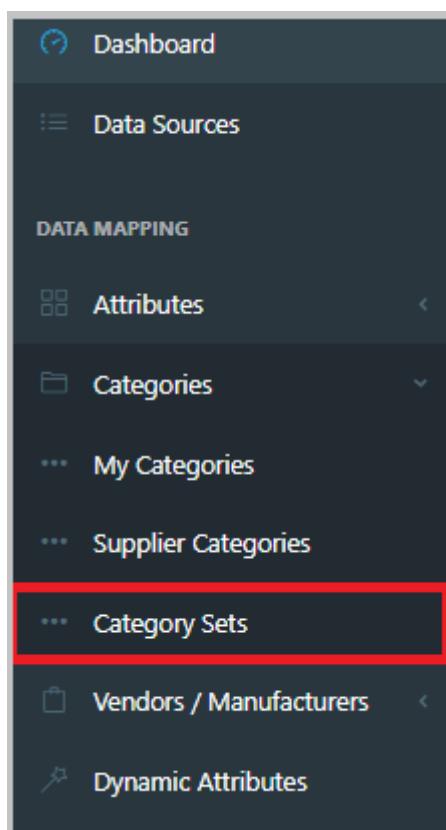 Dashboard
Data Sources
DATA MAPPING
Attributes
Categories
My Categories
Supplier Categories
Category Sets
Vendors / Manufacturers
Dynamic Attributes